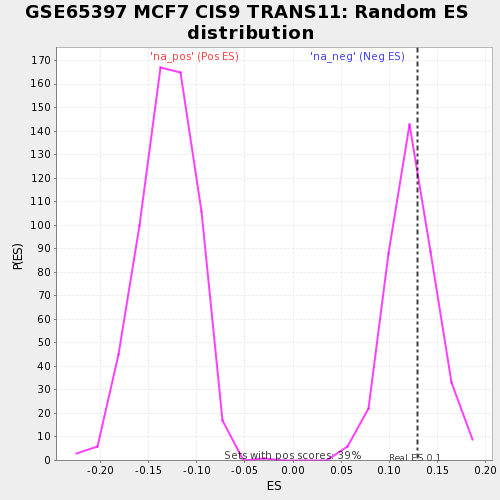 GSE65397 MCF7 CIS9 TRANS11: Random ES
distribution
'na_pos' (Pos ES)
'na_neg' (Neg ES)
170
160
150
140
130
120
110
100
90
80
70
60
50
40
30
20
10
0
P(ES)
Sets with pos scores: 39%
Real ES 0.1
-0.20 -0.15 -0.10 -0.05 0.00 0.05 0.10 0.15 0.20
ES